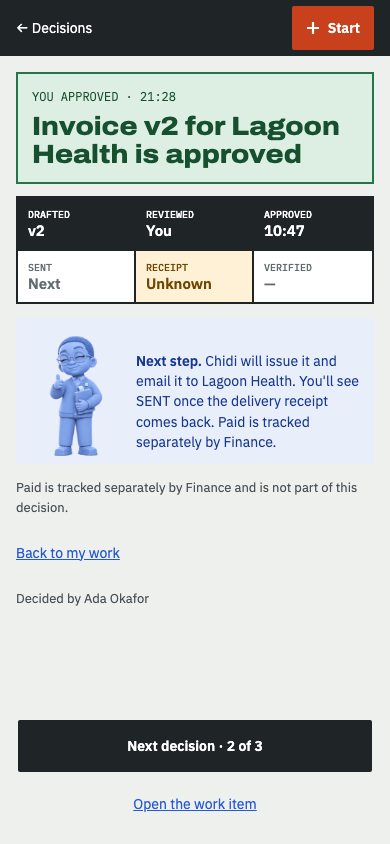 ← Decisions
+ Start
YOU APPROVED · 21:28
Invoice v2 for Lagoon
Health is approved
DRAFTED
v2
REVIEWED
You
APPROVED
10:47
SENT
Next
RECEIPT
Unknown
VERIFIED
—
Next step. Chidi will issue it and
email it to Lagoon Health. You'll see
SENT once the delivery receipt
comes back. Paid is tracked
separately by Finance.
Paid is tracked separately by Finance and is not part of this
decision.
Back to my work
Decided by Ada Okafor
Next decision · 2 of 3
Open the work item